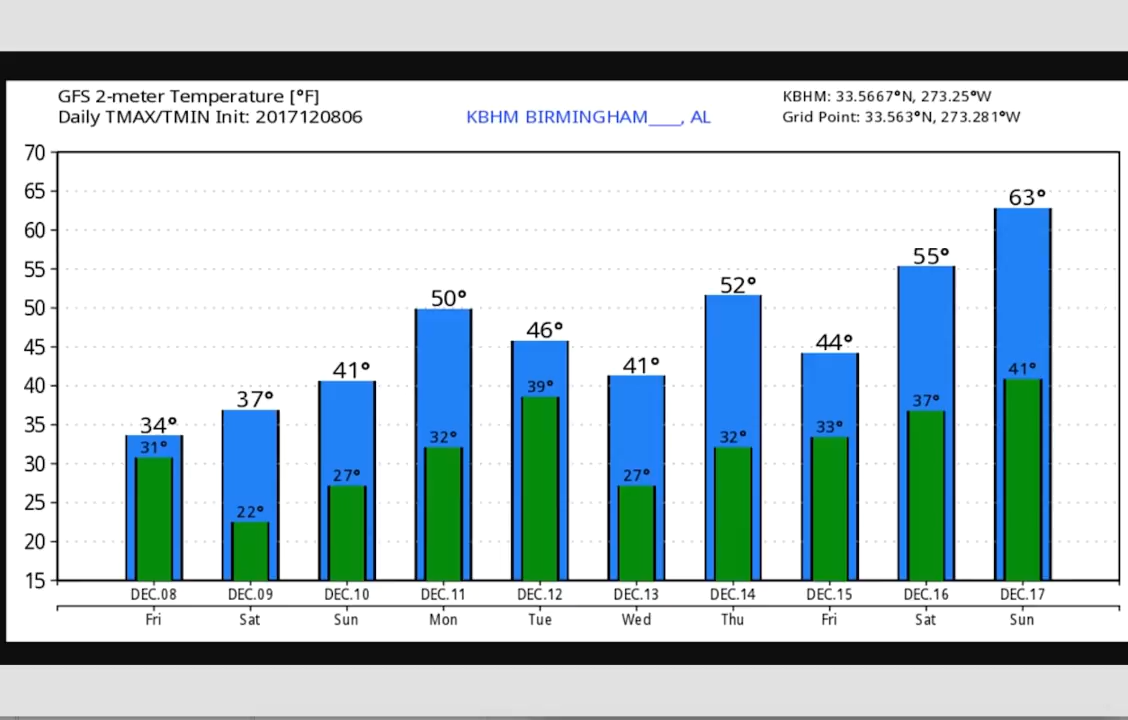 GFS 2-meter Temperature [°F]
Daily TMAX/TMIN Init: 2017120806
KBHM BIRMINGHAM___, AL
KBHM: 33.5667°N, 273.25°W
Grid Point: 33.563°N, 273.281°W
70
65
60
55
50
45
40
35
30
25
20
15
34° 37° 41° 50° 46° 41° 52° 44° 55° 63°
31° 22° 27° 32° 39° 27° 32° 33° 37° 41°
DEC.08 DEC.09 DEC.10 DEC.11 DEC.12 DEC.13 DEC.14 DEC.15 DEC.16 DEC.17
Fri Sat Sun Mon Tue Wed Thu Fri Sat Sun